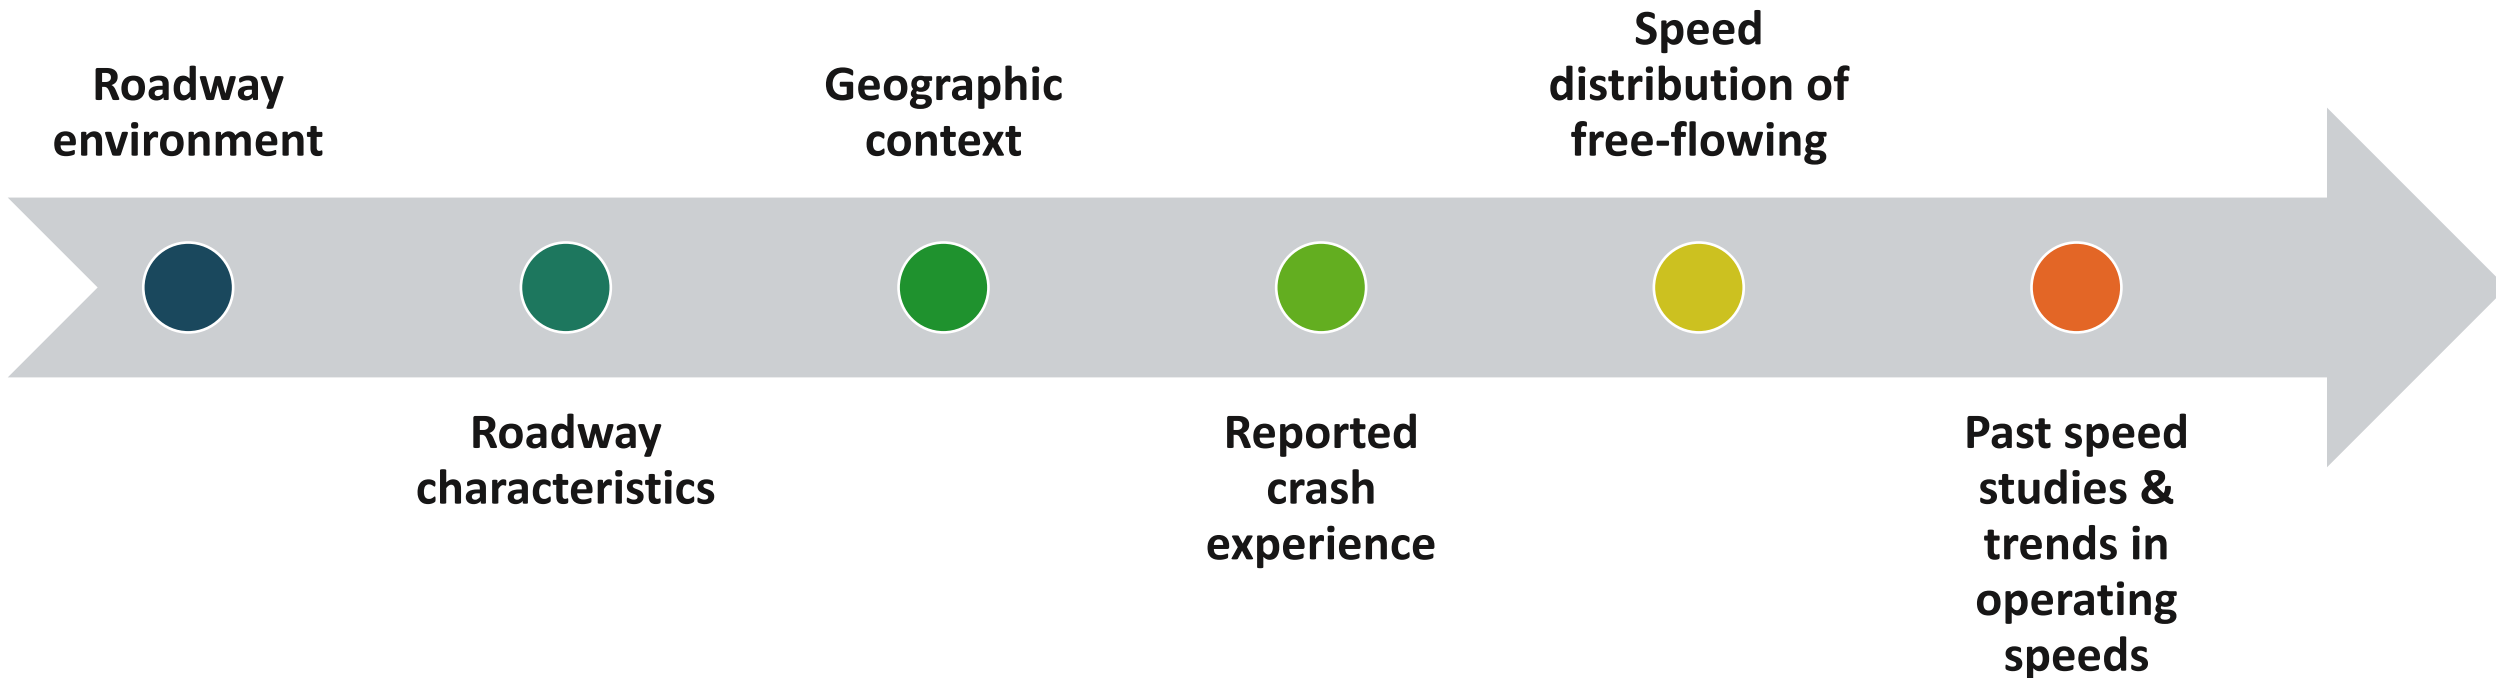 Roadway
environment
Roadway
characteristics
Geographic
context
Reported
crash
experience
Speed
distribution of
free-flowing
Past speed
studies &
trends in
operating
speeds